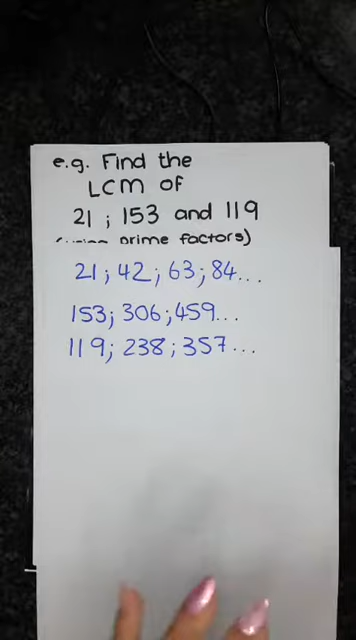 e.g. Find the
LCM of
21 ; 153 and 119
prime factors)
21 ; 42 ; 63 ; 84...
153 ; 306 ; 459...
119 ; 238 ; 357...